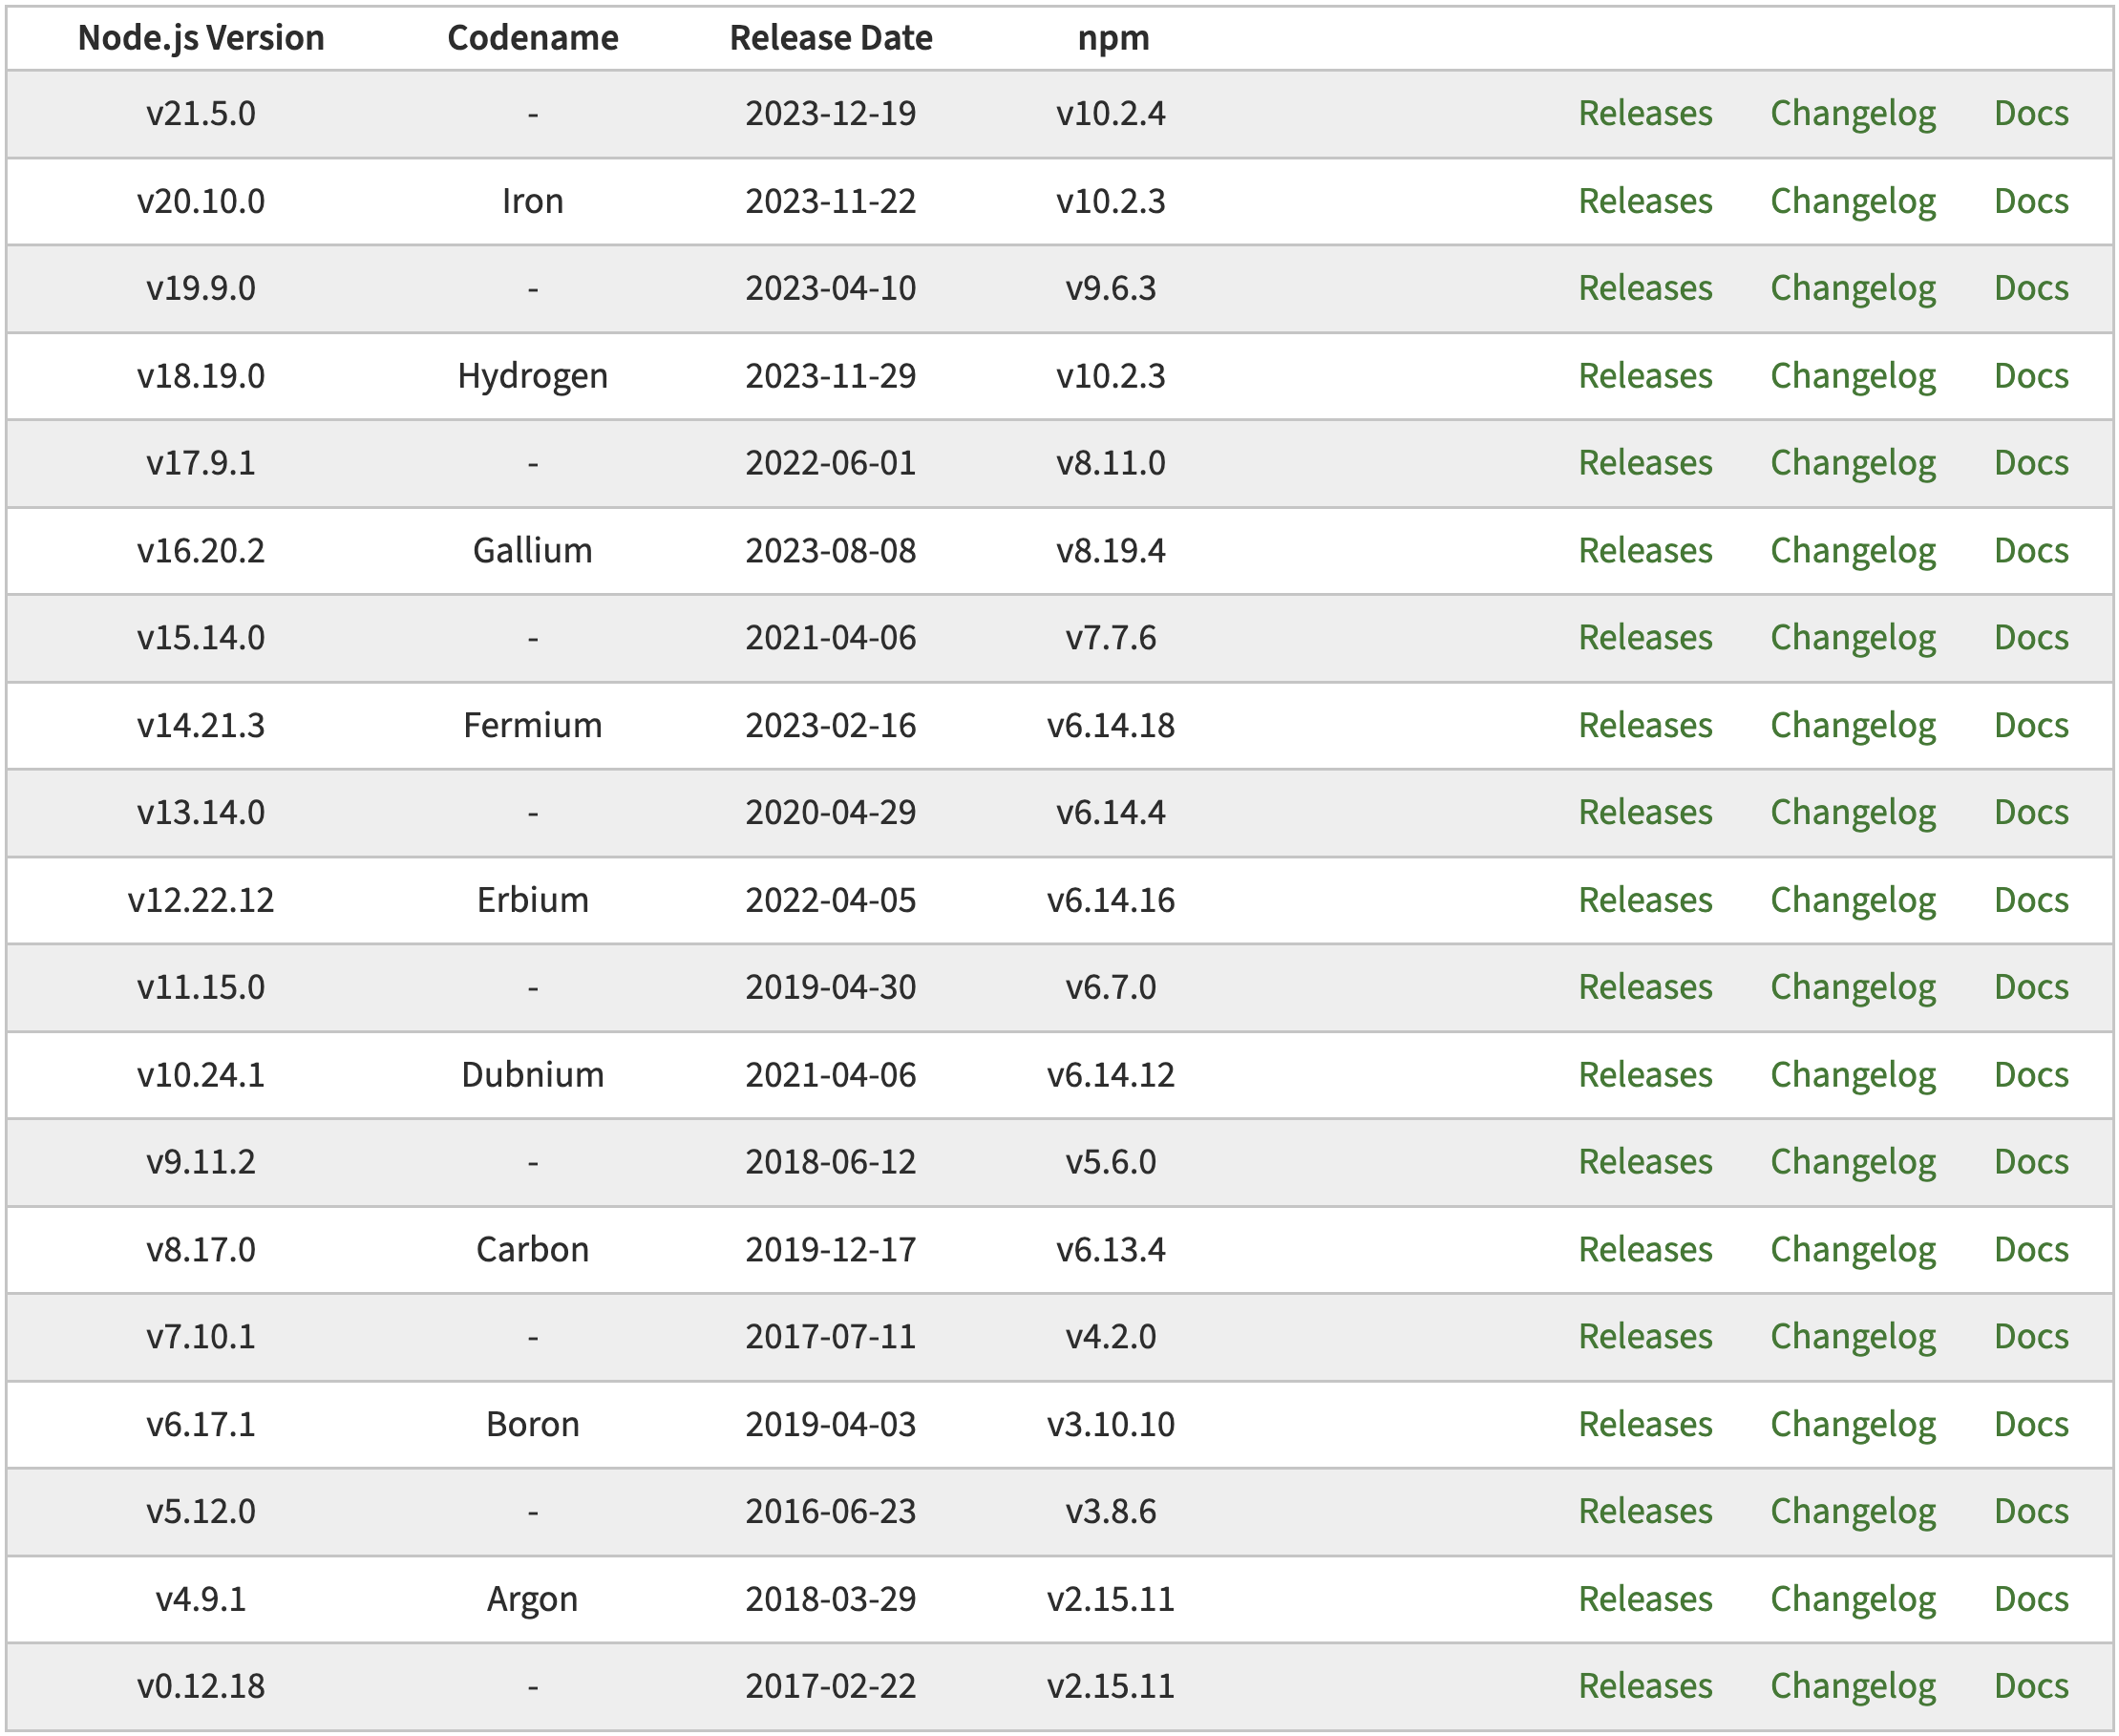 Node.js Version Codename Release Date npm
v21.5.0 - 2023-12-19 v10.2.4 Releases Changelog Docs
v20.10.0 Iron 2023-11-22 v10.2.3 Releases Changelog Docs
v19.9.0 - 2023-04-10 v9.6.3 Releases Changelog Docs
v18.19.0 Hydrogen 2023-11-29 v10.2.3 Releases Changelog Docs
v17.9.1 - 2022-06-01 v8.11.0 Releases Changelog Docs
v16.20.2 Gallium 2023-08-08 v8.19.4 Releases Changelog Docs
v15.14.0 - 2021-04-06 v7.7.6 Releases Changelog Docs
v14.21.3 Fermium 2023-02-16 v6.14.18 Releases Changelog Docs
v13.14.0 - 2020-04-29 v6.14.4 Releases Changelog Docs
v12.22.12 Erbium 2022-04-05 v6.14.16 Releases Changelog Docs
v11.15.0 - 2019-04-30 v6.7.0 Releases Changelog Docs
v10.24.1 Dubnium 2021-04-06 v6.14.12 Releases Changelog Docs
v9.11.2 - 2018-06-12 v5.6.0 Releases Changelog Docs
v8.17.0 Carbon 2019-12-17 v6.13.4 Releases Changelog Docs
v7.10.1 - 2017-07-11 v4.2.0 Releases Changelog Docs
v6.17.1 Boron 2019-04-03 v3.10.10 Releases Changelog Docs
v5.12.0 - 2016-06-23 v3.8.6 Releases Changelog Docs
v4.9.1 Argon 2018-03-29 v2.15.11 Releases Changelog Docs
v0.12.18 - 2017-02-22 v2.15.11 Releases Changelog Docs